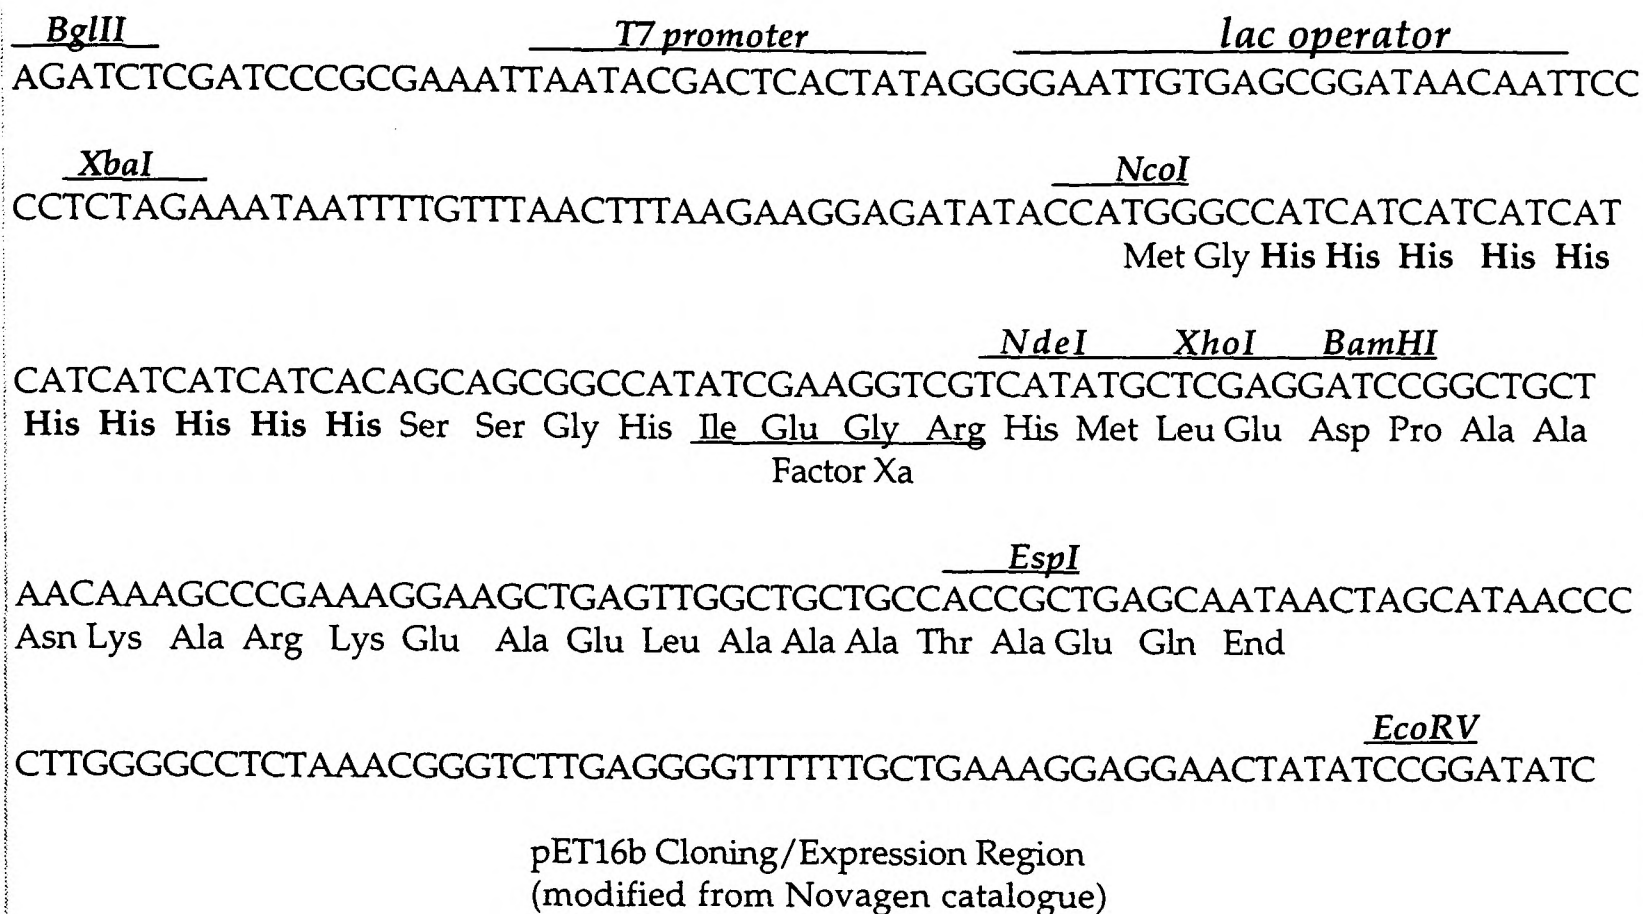 BglII T7 promoter lac operator
AGATCTCGATCCCGCGAAATTAATACGACTCACTATAGGGGAATTGTGAGCGGATAACAATTCC
XbaI NcoI
CCTCTAGAAATAATTTTGTTTAACTTTAAGAAGGAGATATACCATGGGCCATCATCATCATCAT
Met Gly His His His His His
NdeI XhoI BamHI
CATCATCATCATCACAGCAGCGGCCATATCGAAGGTCGTCATATGCTCGAGGATCCGGCTGCT
His His His His His Ser Ser Gly His Ile Glu Gly Arg His Met Leu Glu Asp Pro Ala Ala
Factor Xa
EspI
AACAAAGCCCGAAAGGAAGCTGAGTTGGCTGCTGCCACCGCTGAGCAATAACTAGCATAACCC
Asn Lys Ala Arg Lys Glu Ala Glu Leu Ala Ala Ala Thr Ala Glu Gln End
EcoRV
CTTGGGGCCTCTAAACGGGTCTTGAGGGGTTTTTTGCTGAAAGGAGGAACTATATCCGGATATC
pET16b Cloning/Expression Region
(modified from Novagen catalogue)